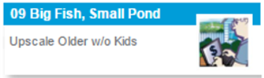 09 Big Fish, Small Pond
Upscale Older w/o Kids